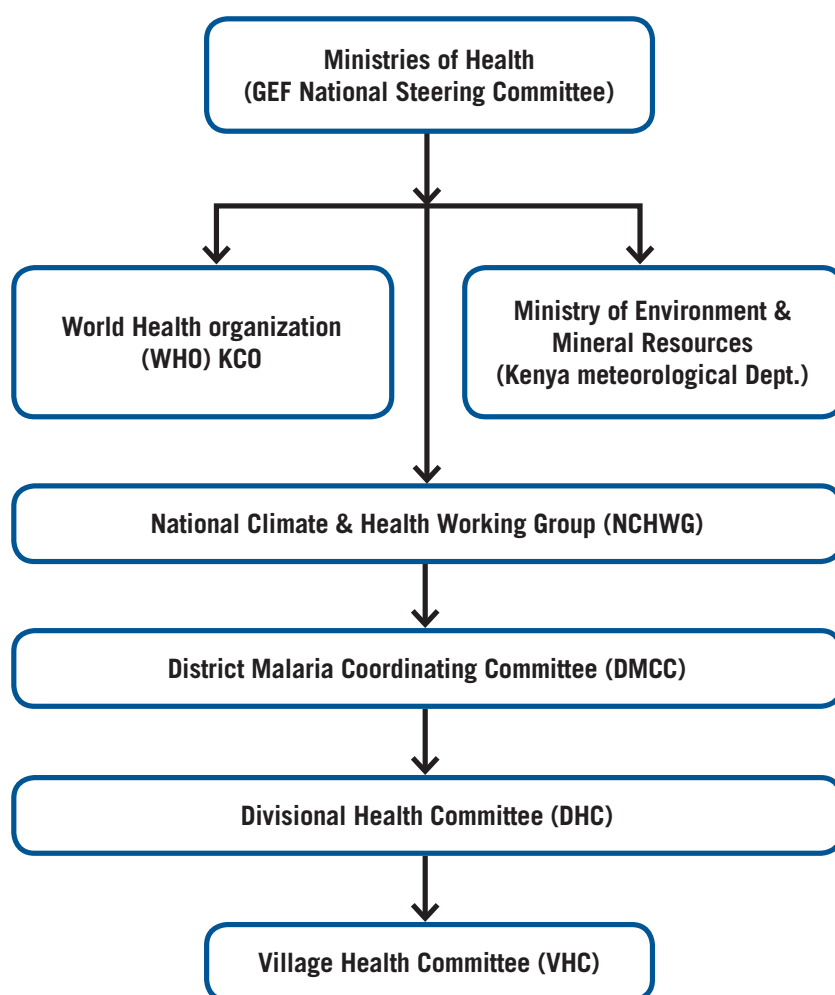 Ministries of Health
(GEF National Steering Committee)
World Health organization
(WHO) KCO
Ministry of Environment &
Mineral Resources
(Kenya meteorological Dept.)
National Climate & Health Working Group (NCHWG)
District Malaria Coordinating Committee (DMCC)
Divisional Health Committee (DHC)
Village Health Committee (VHC)